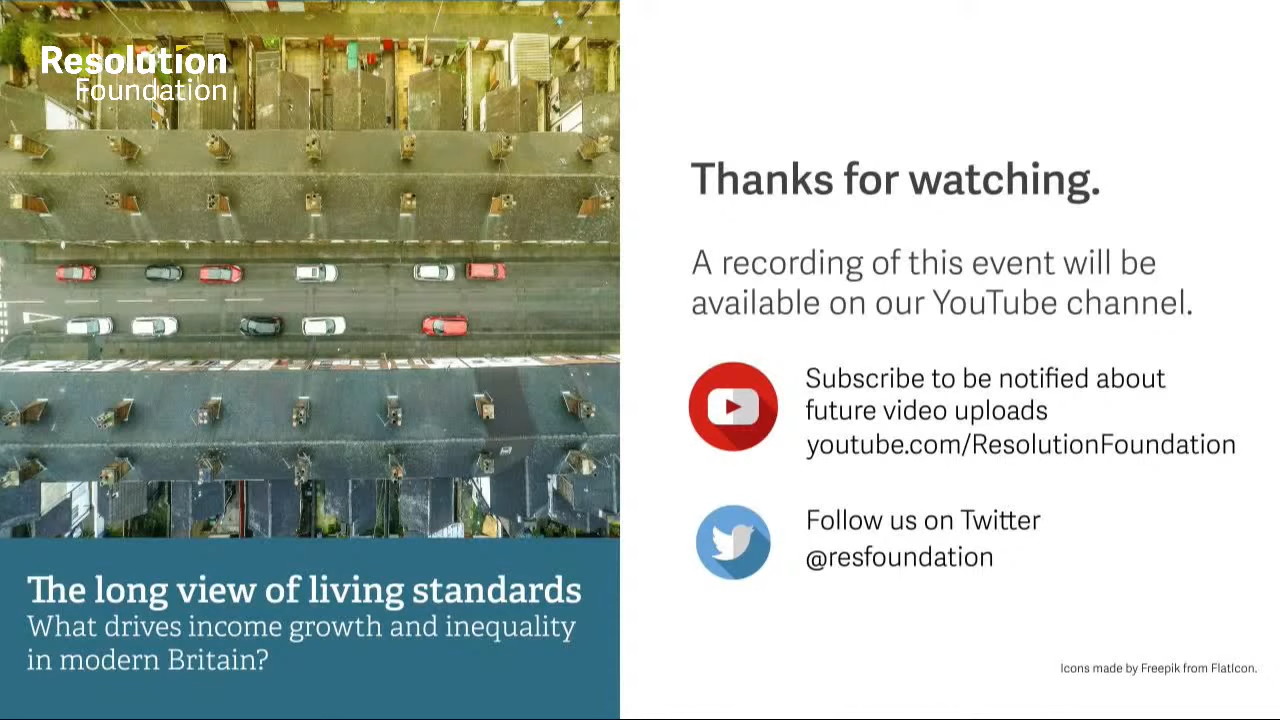 Resolution
Foundation
The long view of living standards
What drives income growth and inequality
in modern Britain?
Thanks for watching.
A recording of this event will be
available on our YouTube channel.
Subscribe to be notified about
future video uploads
youtube.com/ResolutionFoundation
Follow us on Twitter
@resfoundation
Icons made by Freepik from FlatIcon.